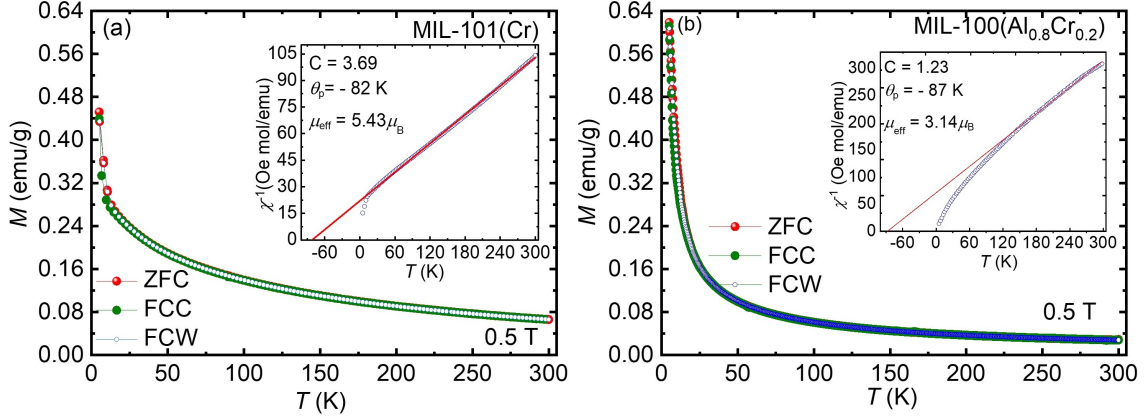 (a)
MIL-101(Cr)
C = 3.69
θp= - 82 K
μeff = 5.43μB
χ-1(Oe mol/emu)
105
90
75
60
45
30
15
0
-60 0 60 120 180 240 300
T (K)
M (emu/g)
0.64
0.56
0.48
0.40
0.32
0.24
0.16
0.08
0.00
ZFC
FCC
FCW
0.5 T
0 50 100 150 200 250 300
T (K)
(b)
MIL-100(Al0.8Cr0.2)
C = 1.23
θp= - 87 K
μeff =3.14μB
χ-1(Oe mol/emu)
300
250
200
150
100
50
0
-60 0 60 120 180 240 300
T (K)
M (emu/g)
0.64
0.56
0.48
0.40
0.32
0.24
0.16
0.08
0.00
ZFC
FCC
FCW
0.5 T
0 50 100 150 200 250 300
T (K)